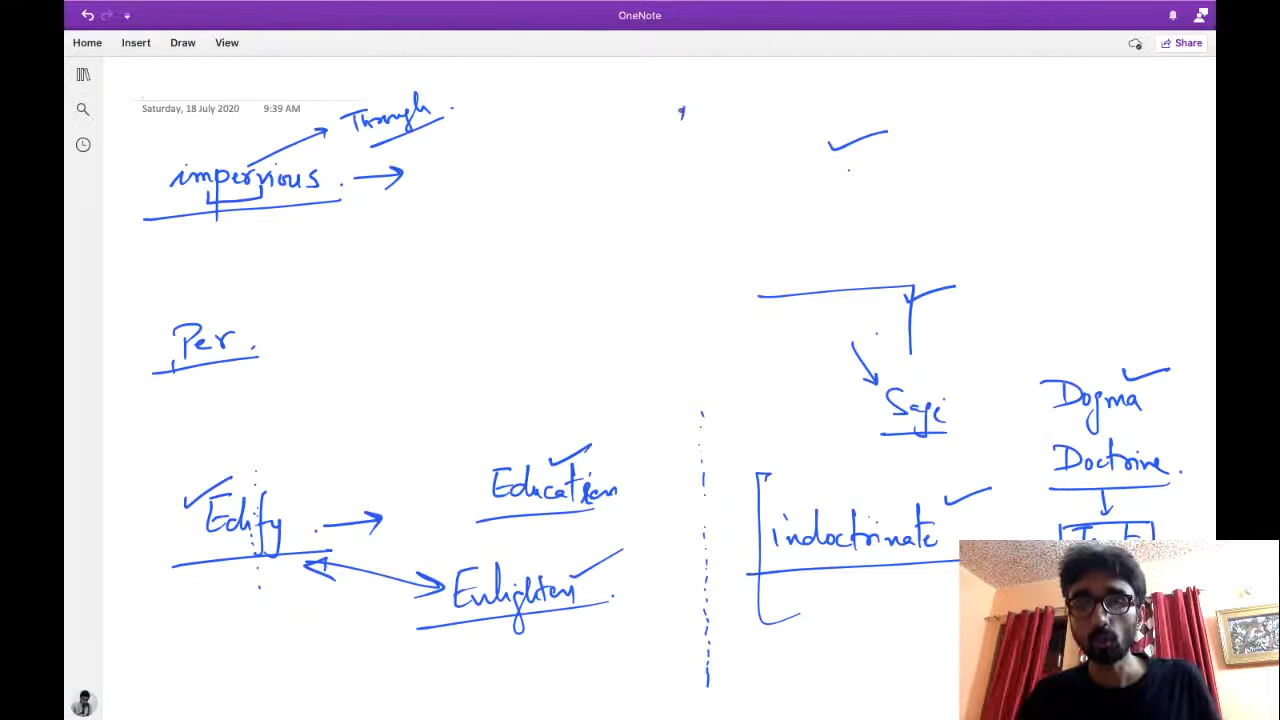 OneNote
Home Insert Draw View
Share
Saturday, 18 July 2020 9:39 AM
Through
impervious
Per
Edify
Education
Enlighten
Dogma
Doctrine
indoctrinate